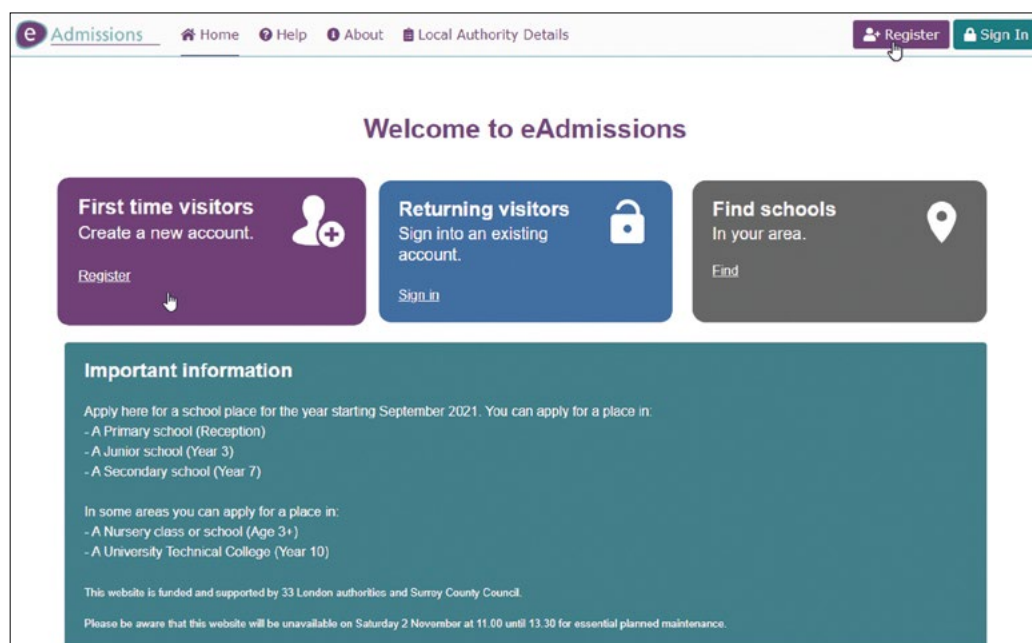 e Admissions Home Help About Local Authority Details Register Sign In
Welcome to eAdmissions
First time visitors
Create a new account.
Register
Returning visitors
Sign into an existing
account.
Sign in
Find schools
In your area.
Find
Important information
Apply here for a school place for the year starting September 2021. You can apply for a place in:
- A Primary school (Reception)
- A Junior school (Year 3)
- A Secondary school (Year 7)
In some areas you can apply for a place in:
- A Nursery class or school (Age 3+)
- A University Technical College (Year 10)
This website is funded and supported by 33 London authorities and Surrey County Council.
Please be aware that this website will be unavailable on Saturday 2 November at 11.00 until 13.30 for essential planned maintenance.